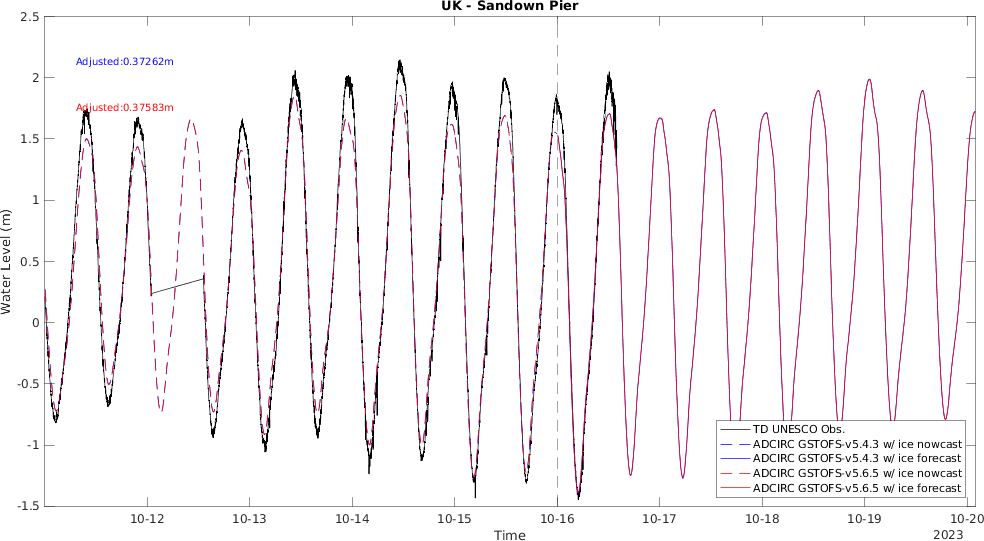 UK - Sandown Pier
2.5
2
1.5
1
0.5
0
-0.5
-1
-1.5
Water Level (m)
Adjusted:0.37262m
Adjusted:0.37583m
TD UNESCO Obs.
ADCIRC GSTOFS-v5.4.3 w/ ice nowcast
ADCIRC GSTOFS-v5.4.3 w/ ice forecast
ADCIRC GSTOFS-v5.6.5 w/ ice nowcast
ADCIRC GSTOFS-v5.6.5 w/ ice forecast
10-12 10-13 10-14 10-15 10-16 10-17 10-18 10-19 10-20
Time
2023